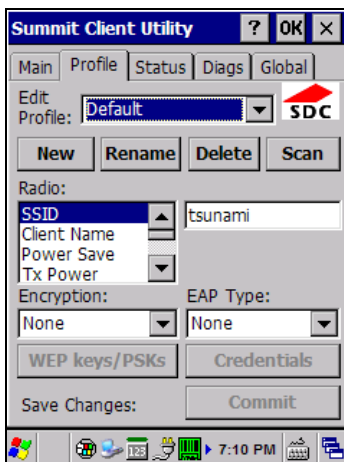 Summit Client Utility ? OK ×
Main Profile Status Diags Global
Edit
Profile: Default
SDC
New Rename Delete Scan
Radio:
SSID tsunami
Client Name
Power Save
Tx Power
Encryption: EAP Type:
None None
WEP keys/PSKs Credentials
Save Changes: Commit
123 7:10 PM